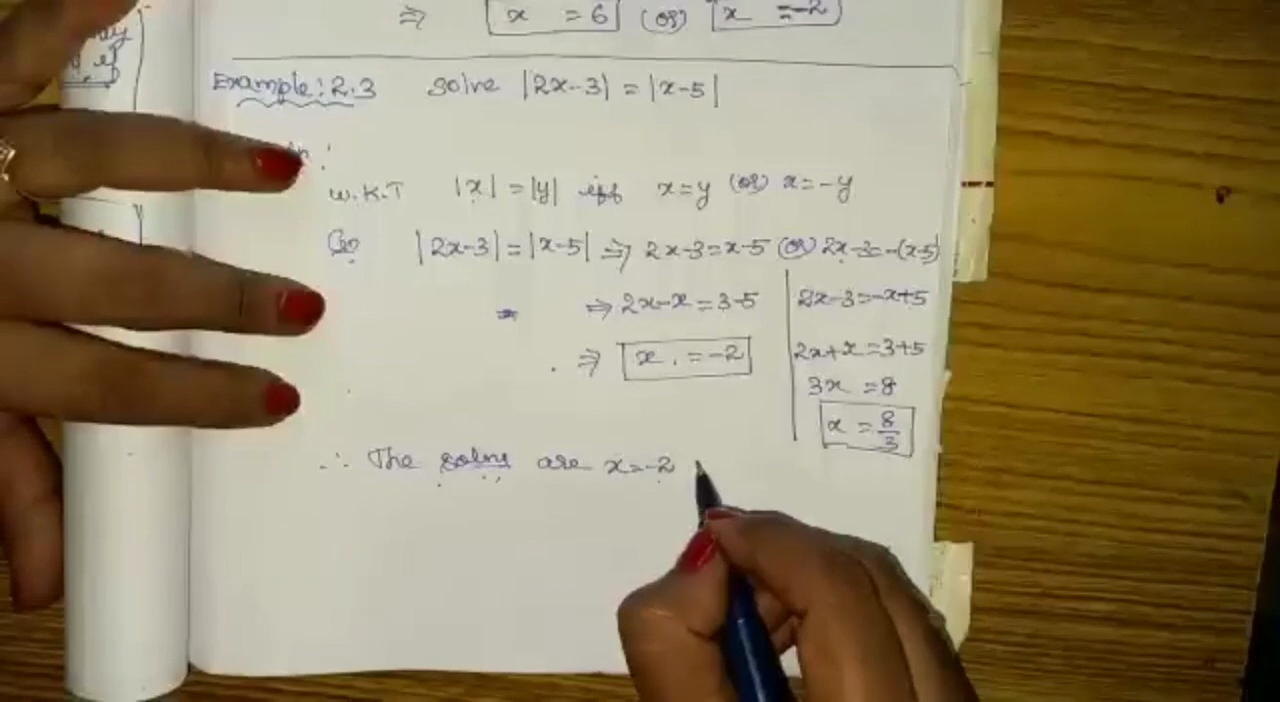 ⇒ x = 6 (or) x = -2
Example: 2.3 solve |2x-3| = |x-5|
W.K.T |x| = |y| iff x = y (or) x = -y
|2x-3| = |x-5| ⇒ 2x-3 = x-5 (or) 2x-3 = -(x-5)
⇒ 2x-x = 3-5 2x-3 = -x+5
⇒ x = -2 2x+x = 3+5
3x = 8
x = 8/3
∴ The solns are x = -2